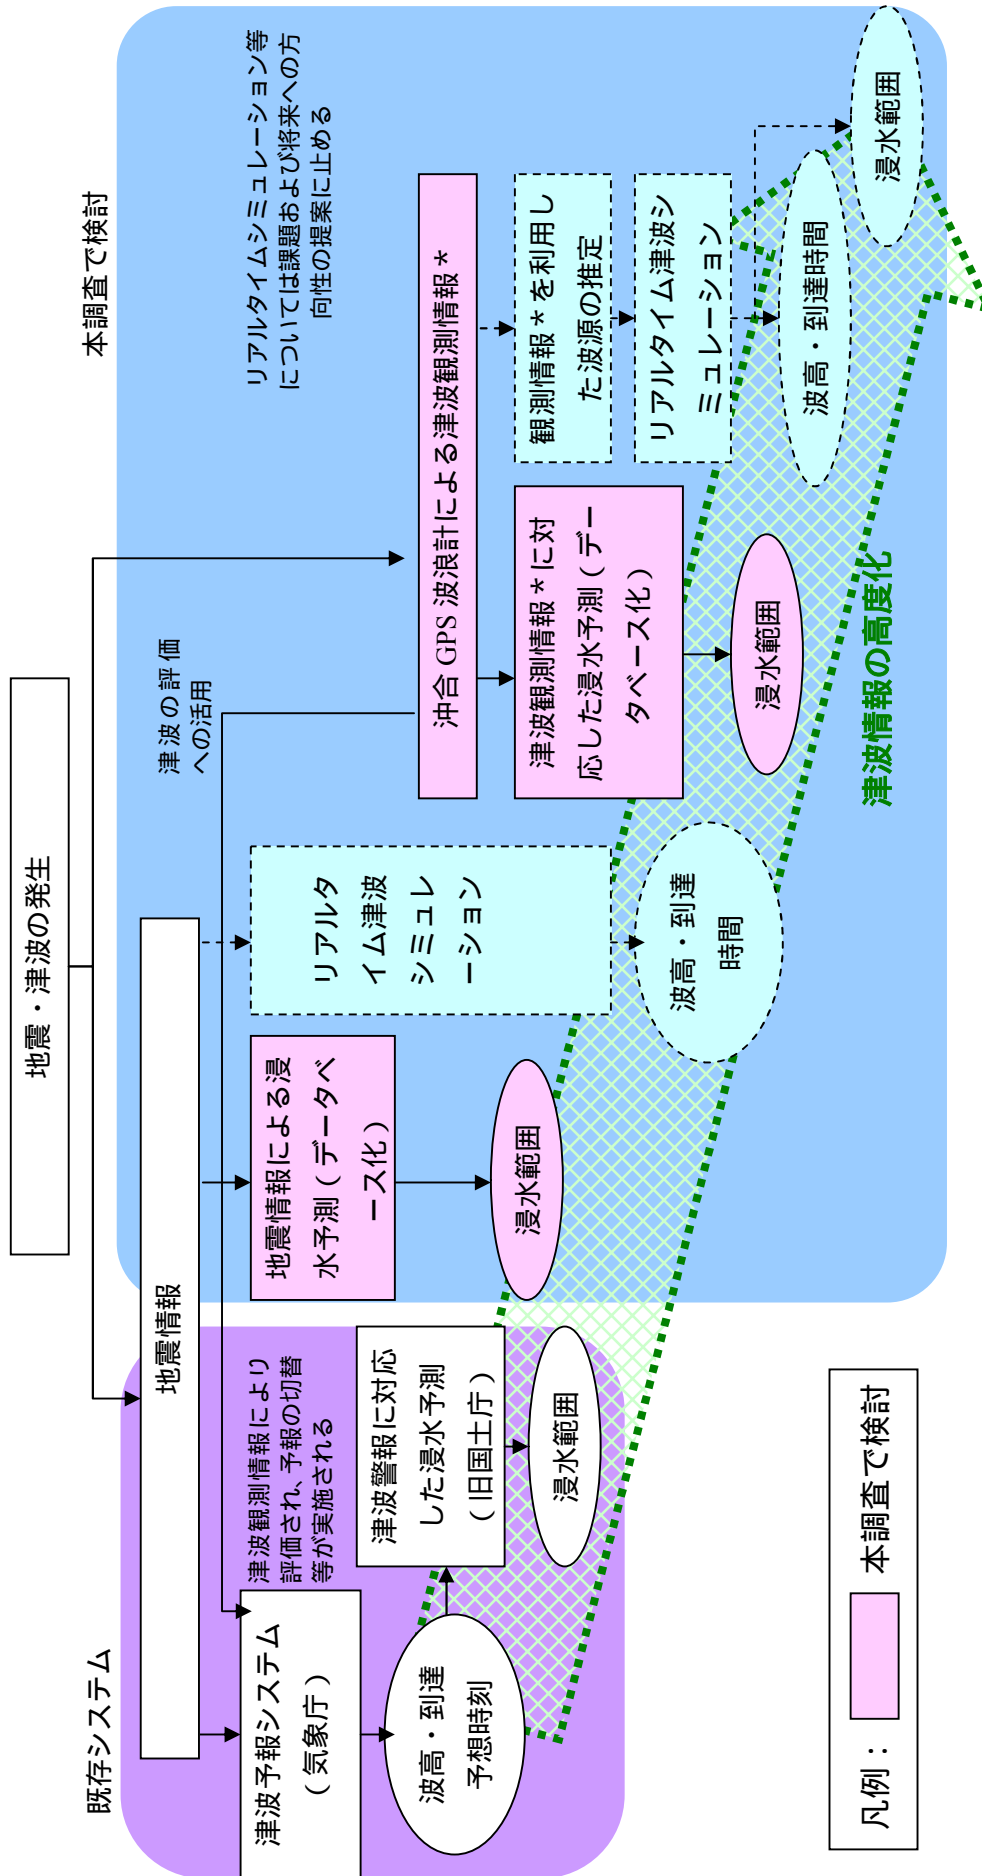 地震・津波の発生
既存システム
本調査で検討
地震情報
津波の評価
への活用
リアルタイムシミュレーション等
については課題および将来への方
向性の提案に止める
津波予報システム
(気象庁)
津波観測情報により
評価され、予報の切替
等が実施される
波高・到達
予想時刻
津波警報に対応
した浸水予測
(旧国土庁)
浸水範囲
地震情報による浸
水予測(データベ
ース化)
浸水範囲
リアルタ
イム津波
シミュレ
ーション
波高・到達
時間
沖合 GPS 波浪計による津波観測情報*
津波観測情報*に対
応した浸水予測(デー
タベース化)
浸水範囲
観測情報*を利用し
た波源の推定
リアルタイム津波シ
ミュレーション
波高・到達時間
浸水範囲
津波情報の高度化
凡例: 本調査で検討